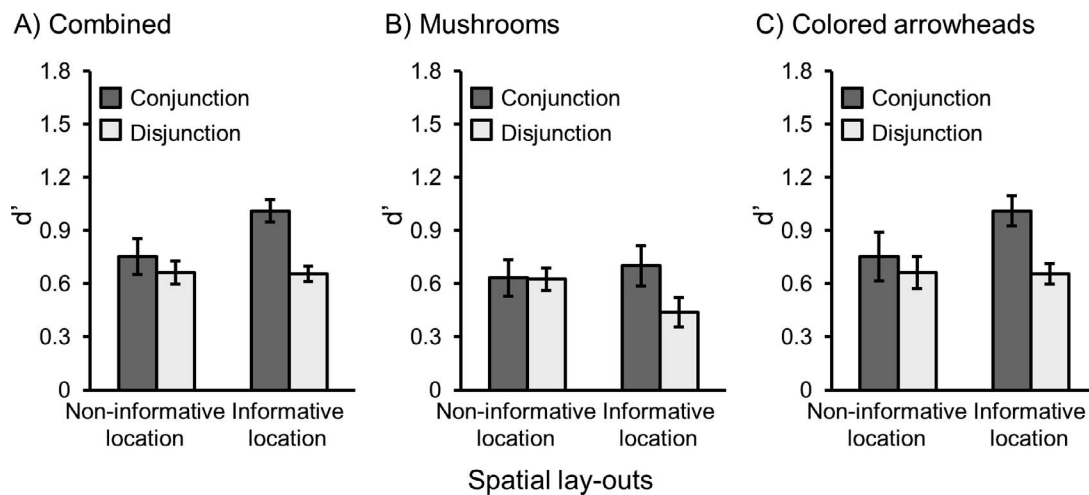 A) Combined
1.8
1.5
1.2
0.9
0.6
0.3
0
d’
Conjunction
Disjunction
Non-informative location
Informative location
B) Mushrooms
1.8
1.5
1.2
0.9
0.6
0.3
0
d’
Conjunction
Disjunction
Non-informative location
Informative location
C) Colored arrowheads
1.8
1.5
1.2
0.9
0.6
0.3
0
d’
Conjunction
Disjunction
Non-informative location
Informative location
Spatial lay-outs